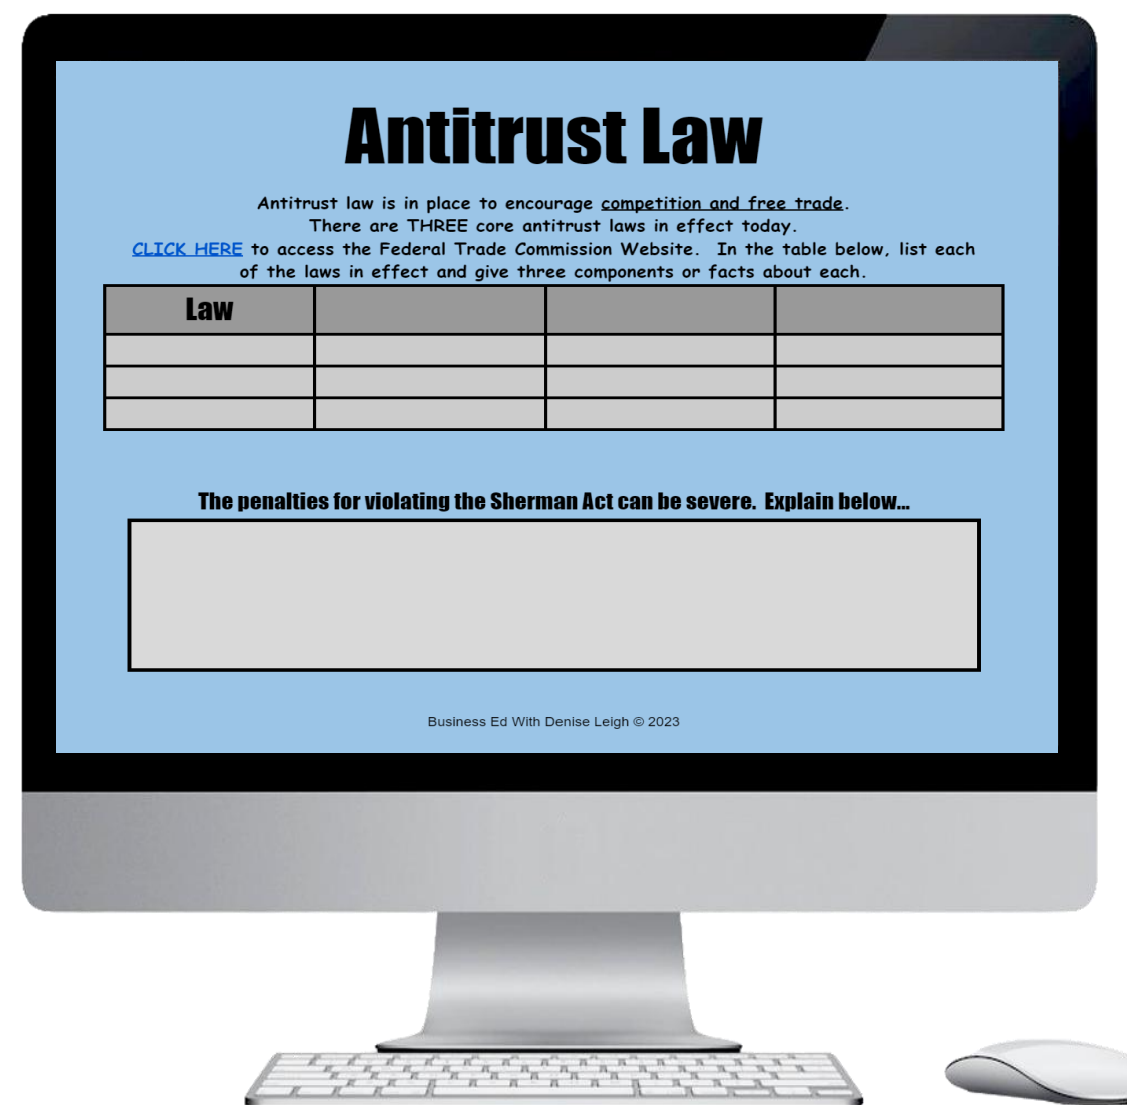 Antitrust Law
Antitrust law is in place to encourage competition and free trade.
There are THREE core antitrust laws in effect today.
CLICK HERE to access the Federal Trade Commission Website.  In the table below, list each
of the laws in effect and give three components or facts about each.
Law
The penalties for violating the Sherman Act can be severe.  Explain below...
Business Ed With Denise Leigh © 2023